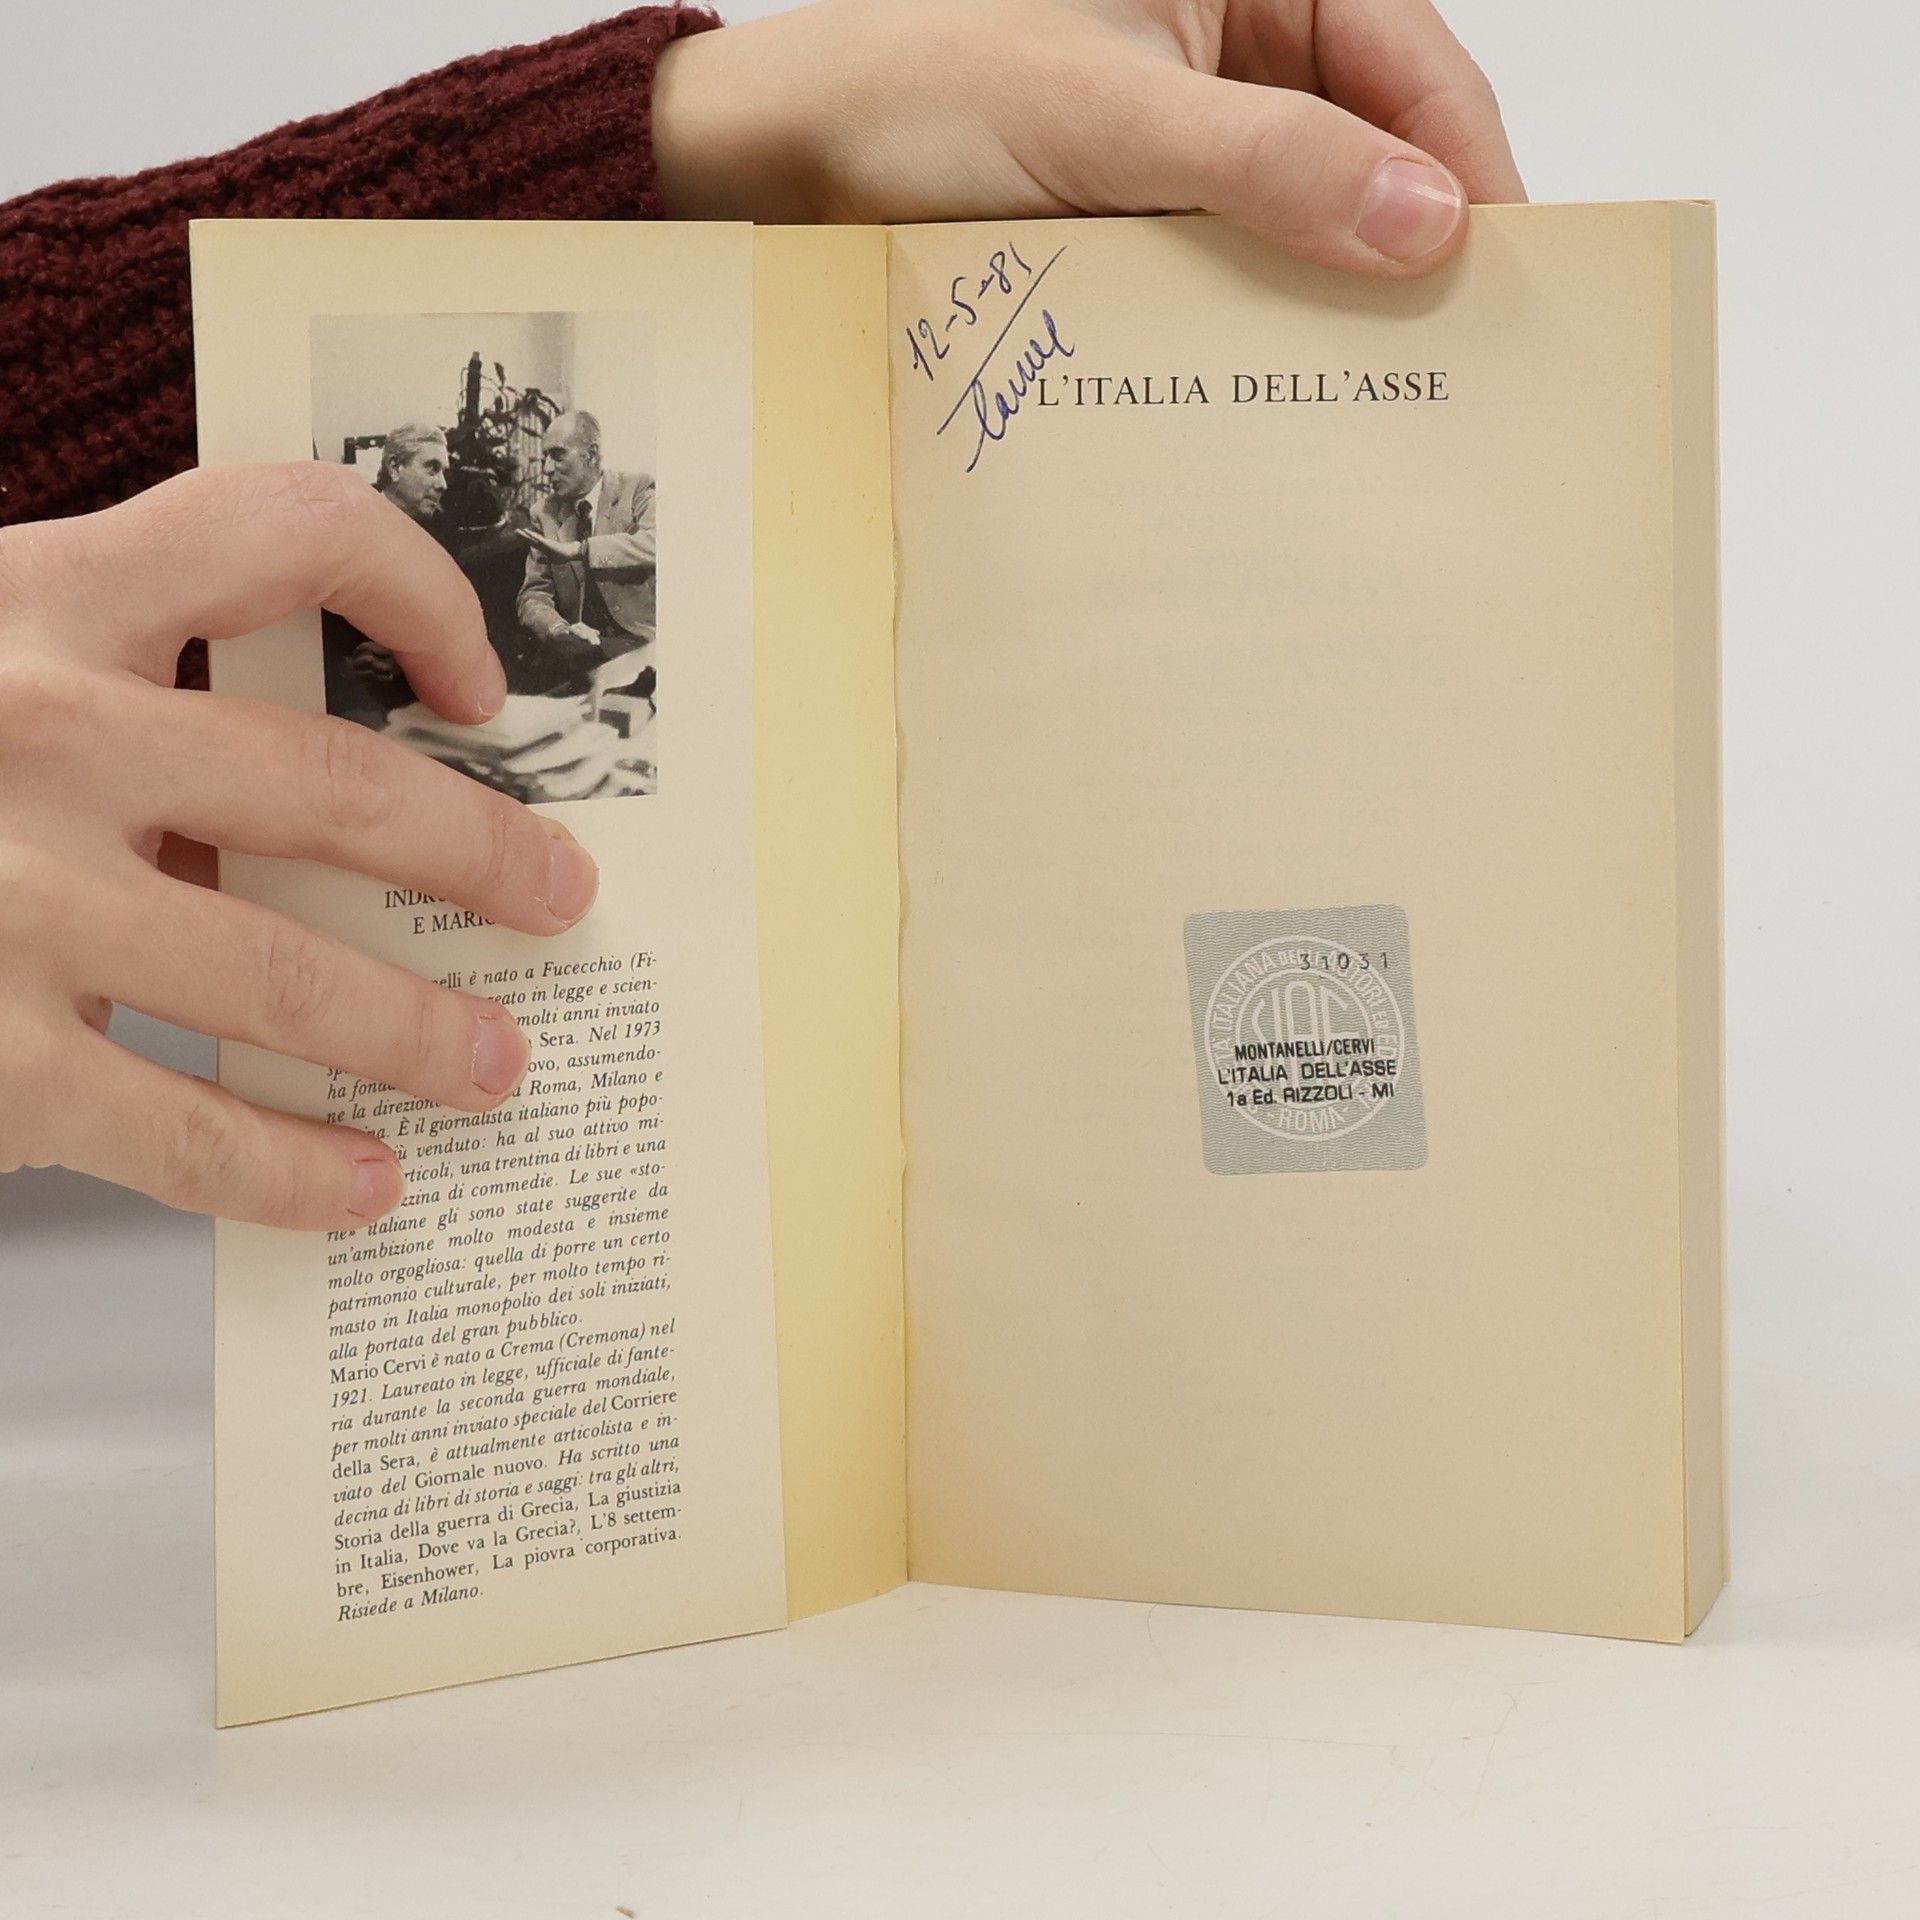 E
nelli è nato a Fucecchio (Fi-
in legge e scien-
molti anni inviato
Sera. Nel 1973
assumendo-
ha
Roma, Milano e
ne la
È il giornalista italiano più popo-
venduto: ha al suo attivo mi-
una trentina di libri e una
di commedie. Le sue «sto-
rie» italiane gli sono state suggerite da
un'ambizione molto modesta e insieme
molto orgogliosa: quella di porre un certo
patrimonio culturale, per molto tempo ri-
masto in Italia monopolio dei soli iniziati,
alla portata del gran pubblico.
Mario Cervi è nato a Crema (Cremona) nel
1921. Laureato in legge, ufficiale di fante-
ria durante la seconda guerra mondiale,
per molti anni inviato speciale del Corriere
della Sera, è attualmente articolista e in-
viato del Giornale nuovo. Ha scritto una
decina di libri di storia e saggi: tra gli altri,
Storia della guerra di Grecia, La giustizia
in Italia, Dove va la Grecia?, L'8 settem-
bre, Eisenhower, La piovra corporativa.
Risiede a Milano.
12-5-81
L'ITALIA DELL'ASSE
31031
MONTANELLI/CERVI
L'ITALIA DELL'ASSE
1a Ed. RIZZOLI - MI
ROMA